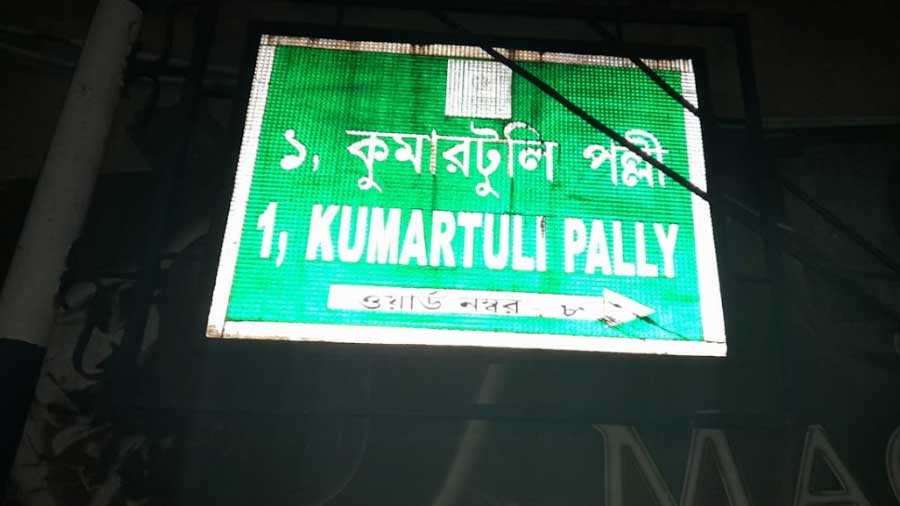 ১, কুমারটুলি পল্লী
1, KUMARTULI PALLY
ওয়ার্ড নম্বর ৮